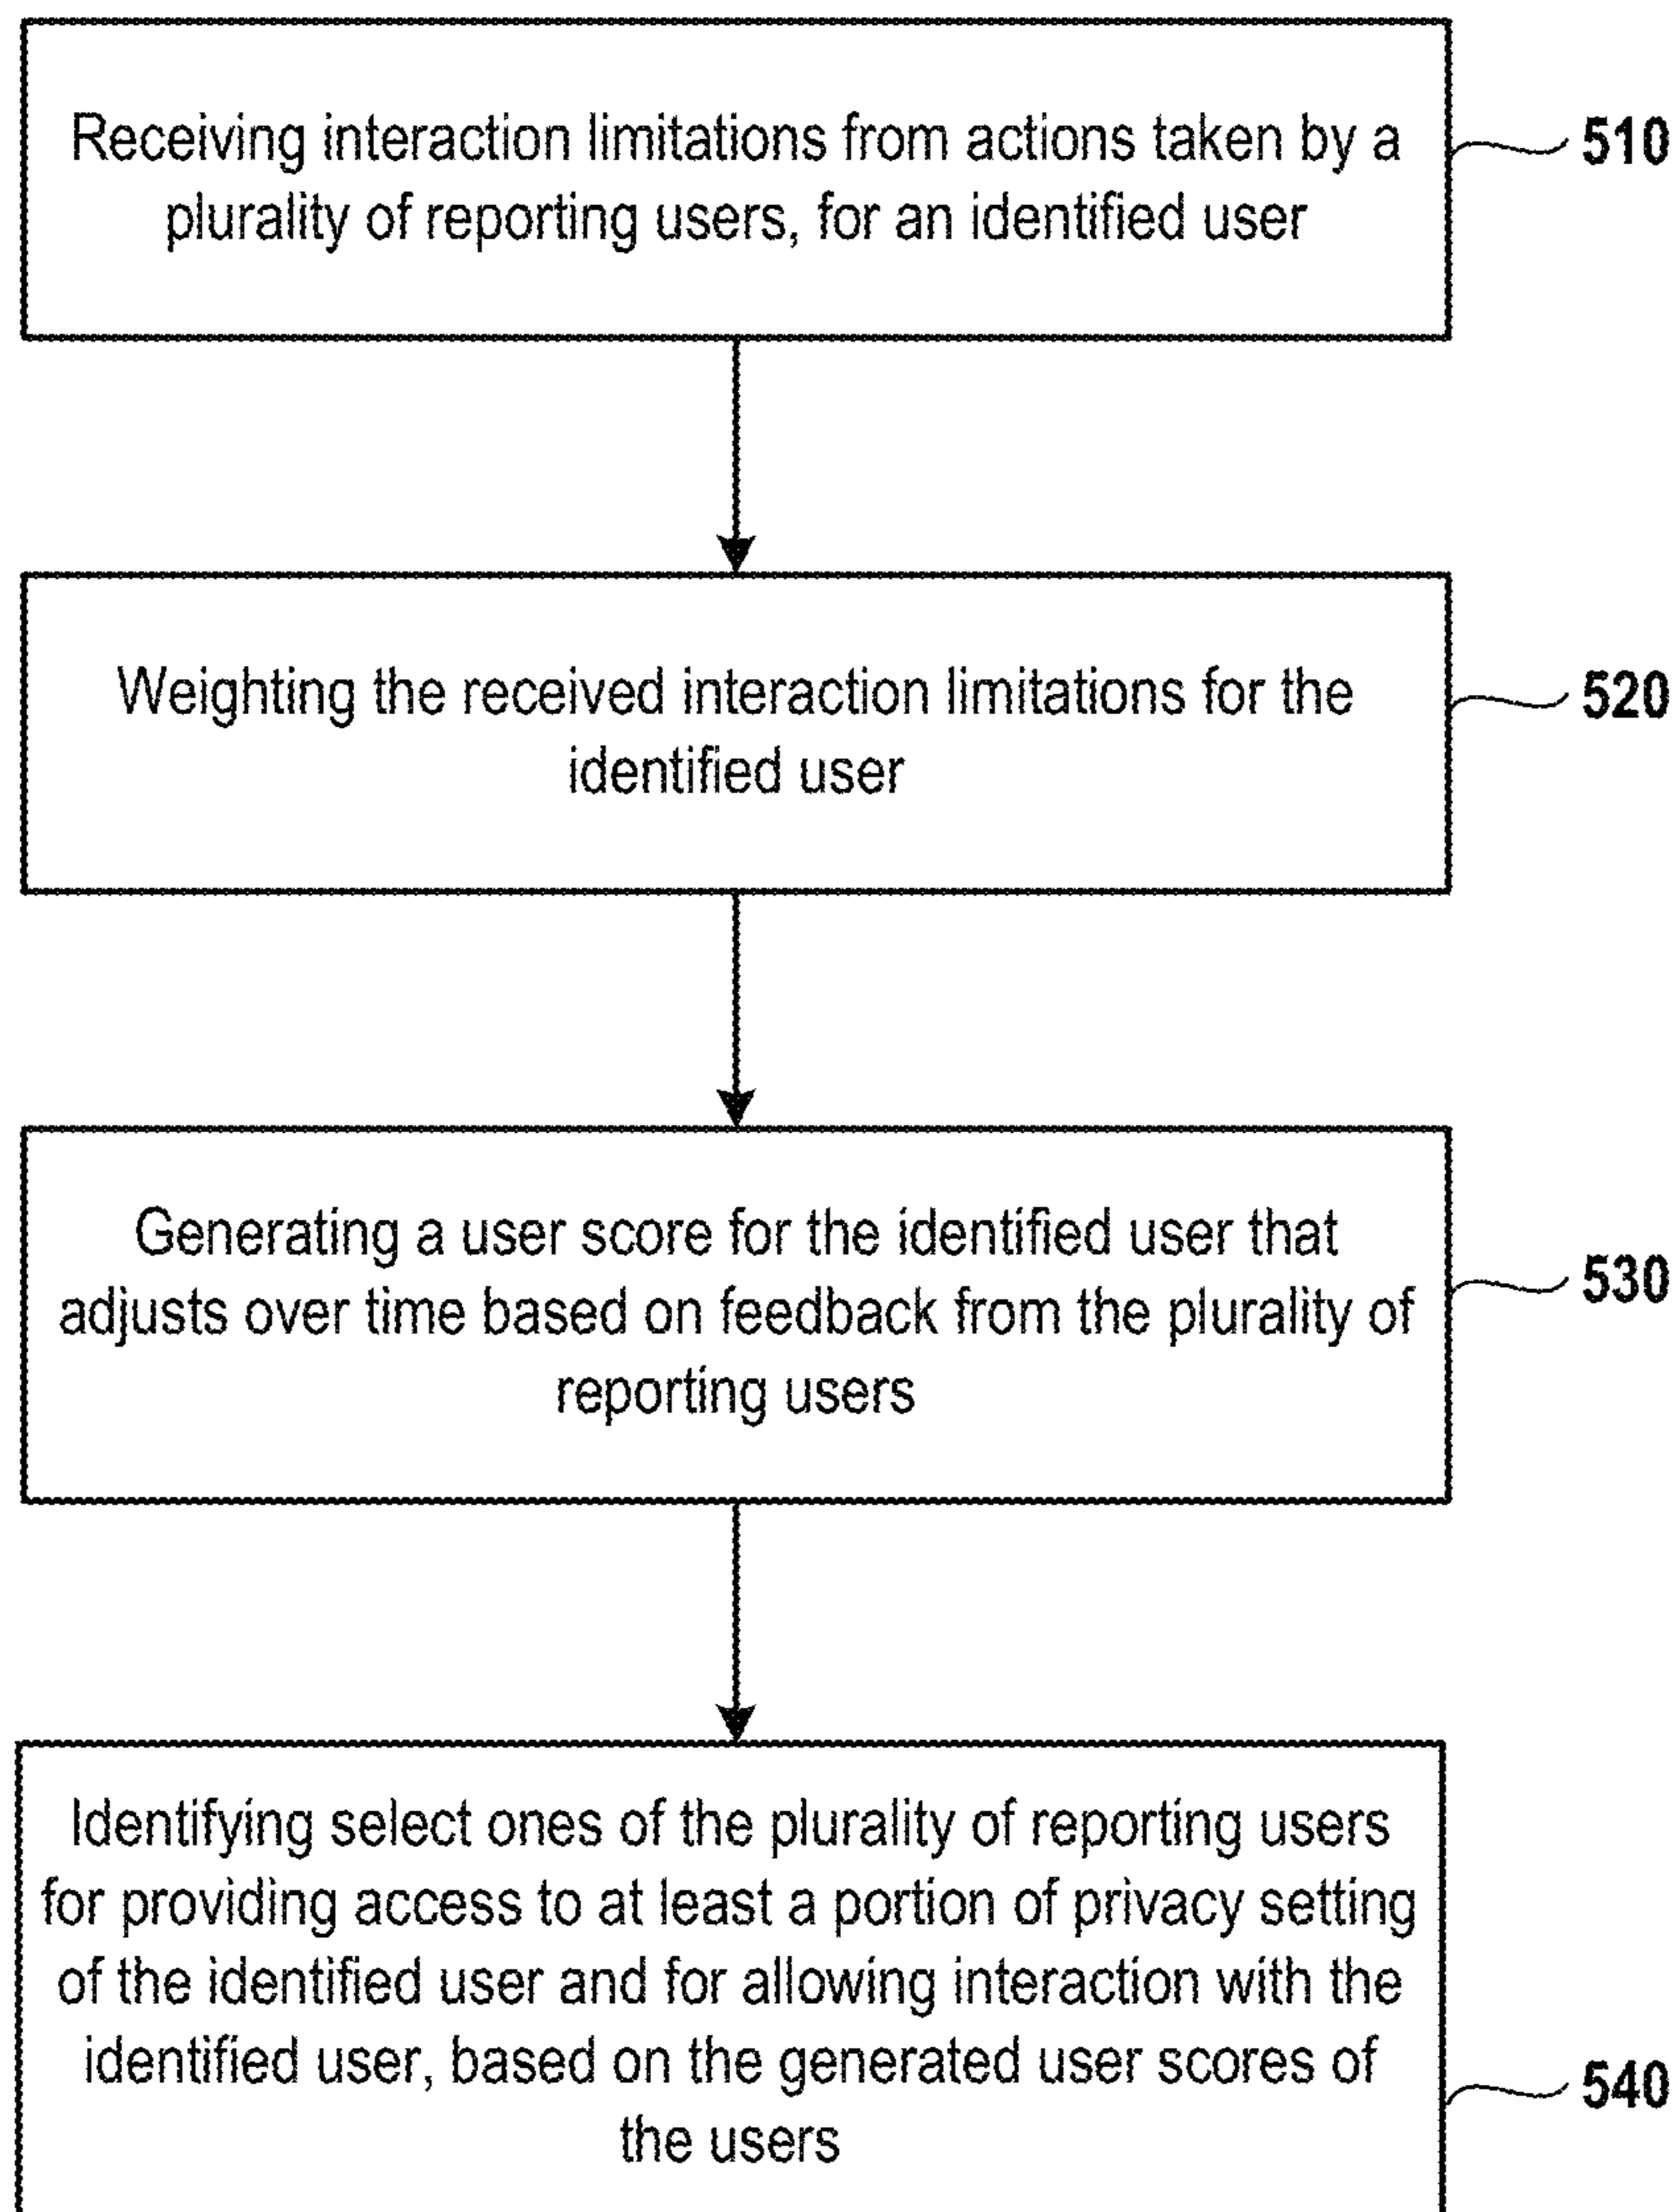 Receiving interaction limitations from actions taken by a
plurality of reporting users, for an identified user
510
Weighting the received interaction limitations for the
identified user
520
Generating a user score for the identified user that
adjusts over time based on feedback from the plurality of
reporting users
530
Identifying select ones of the plurality of reporting users
for providing access to at least a portion of privacy setting
of the identified user and for allowing interaction with the
identified user, based on the generated user scores of
the users
540